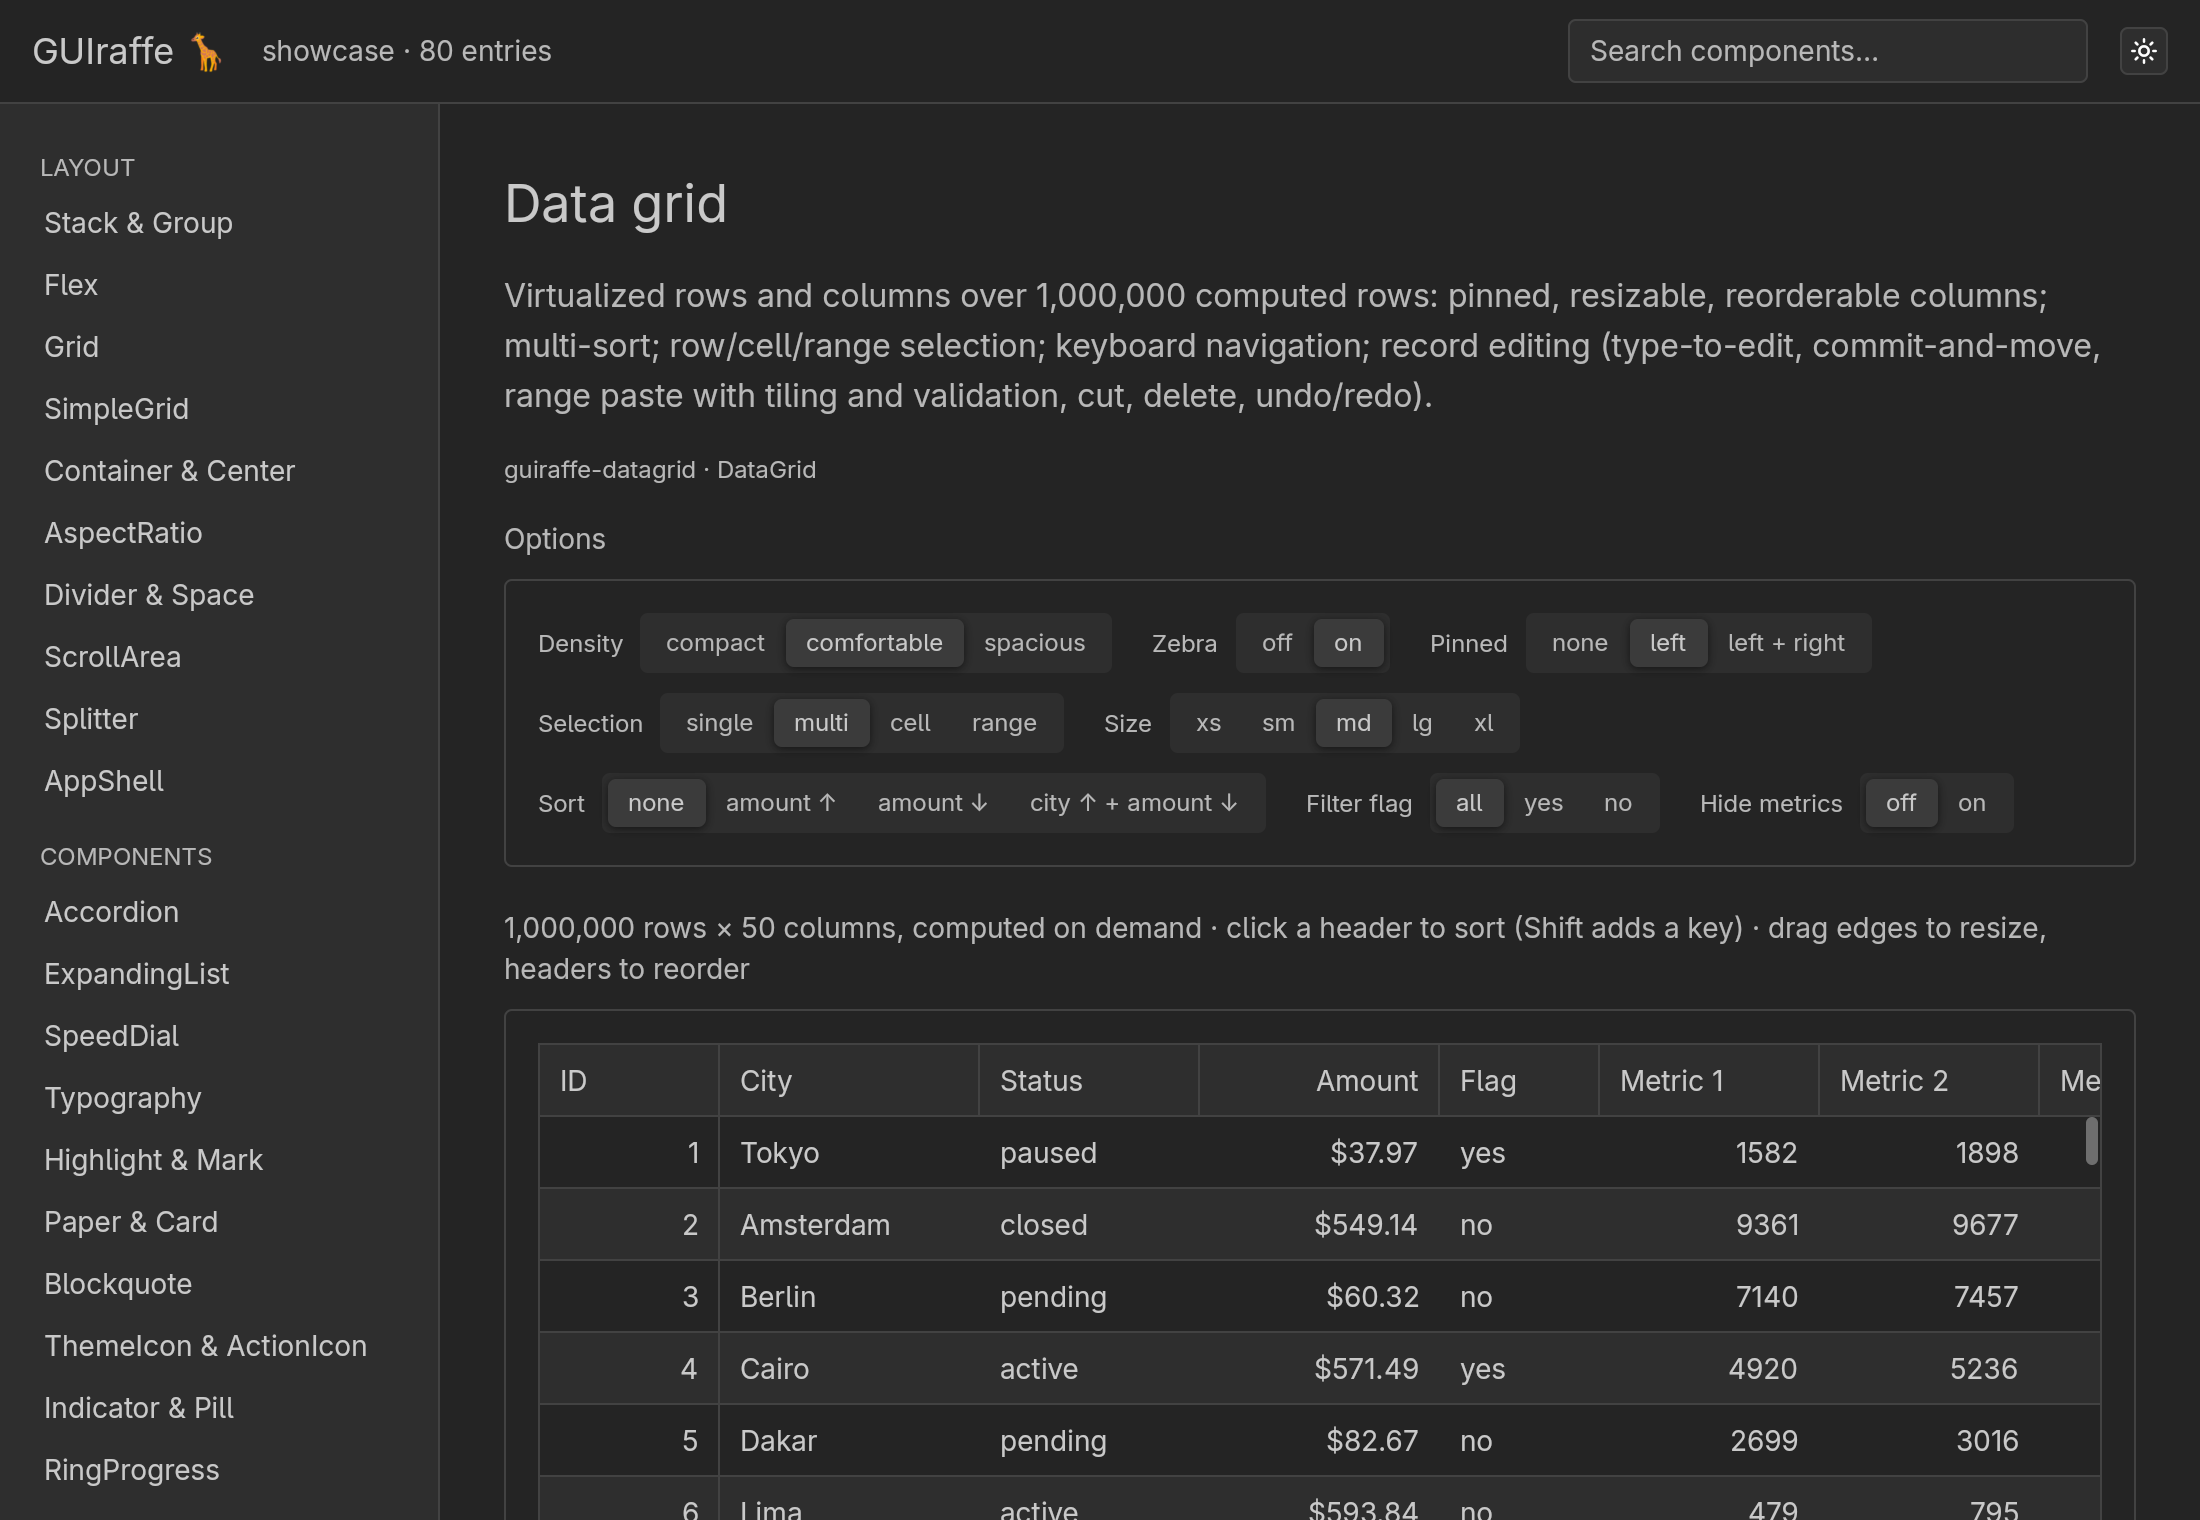 GUIraffe 🦒 showcase · 80 entries Search components...
LAYOUT
Stack & Group
Flex
Grid
SimpleGrid
Container & Center
AspectRatio
Divider & Space
ScrollArea
Splitter
AppShell
COMPONENTS
Accordion
ExpandingList
SpeedDial
Typography
Highlight & Mark
Paper & Card
Blockquote
ThemeIcon & ActionIcon
Indicator & Pill
RingProgress
Data grid
Virtualized rows and columns over 1,000,000 computed rows: pinned, resizable, reorderable columns;
multi-sort; row/cell/range selection; keyboard navigation; record editing (type-to-edit, commit-and-move,
range paste with tiling and validation, cut, delete, undo/redo).
guiraffe-datagrid · DataGrid
Options
Density compact comfortable spacious Zebra off on Pinned none left left + right
Selection single multi cell range Size xs sm md lg xl
Sort none amount ↑ amount ↓ city ↑ + amount ↓ Filter flag all yes no Hide metrics off on
1,000,000 rows × 50 columns, computed on demand · click a header to sort (Shift adds a key) · drag edges to resize,
headers to reorder
ID City Status Amount Flag Metric 1 Metric 2 Me
1 Tokyo paused $37.97 yes 1582 1898
2 Amsterdam closed $549.14 no 9361 9677
3 Berlin pending $60.32 no 7140 7457
4 Cairo active $571.49 yes 4920 5236
5 Dakar pending $82.67 no 2699 3016
6 Lima active $593.84 no 479 795